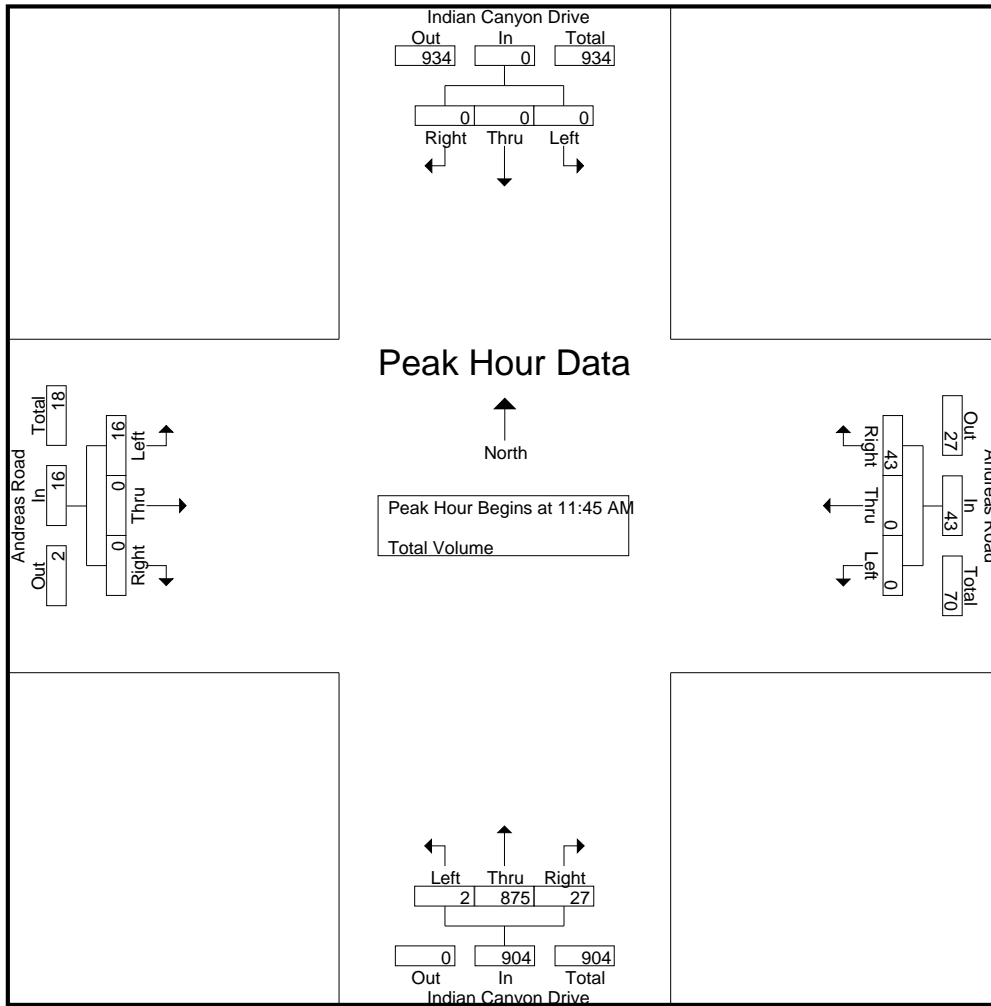 Indian Canyon Drive
Out In Total
934 0 934
0 0 0
Right Thru Left
Peak Hour Data
North
Peak Hour Begins at 11:45 AM
Total Volume
Andreas Road
Total In Out
18 16 2
16 0 0
Left Thru Right
Andreas Road
Out In Total
27 43 70
43 0 0
Right Thru Left
Left Thru Right
2 875 27
0 904 904
Out In Total
Indian Canyon Drive